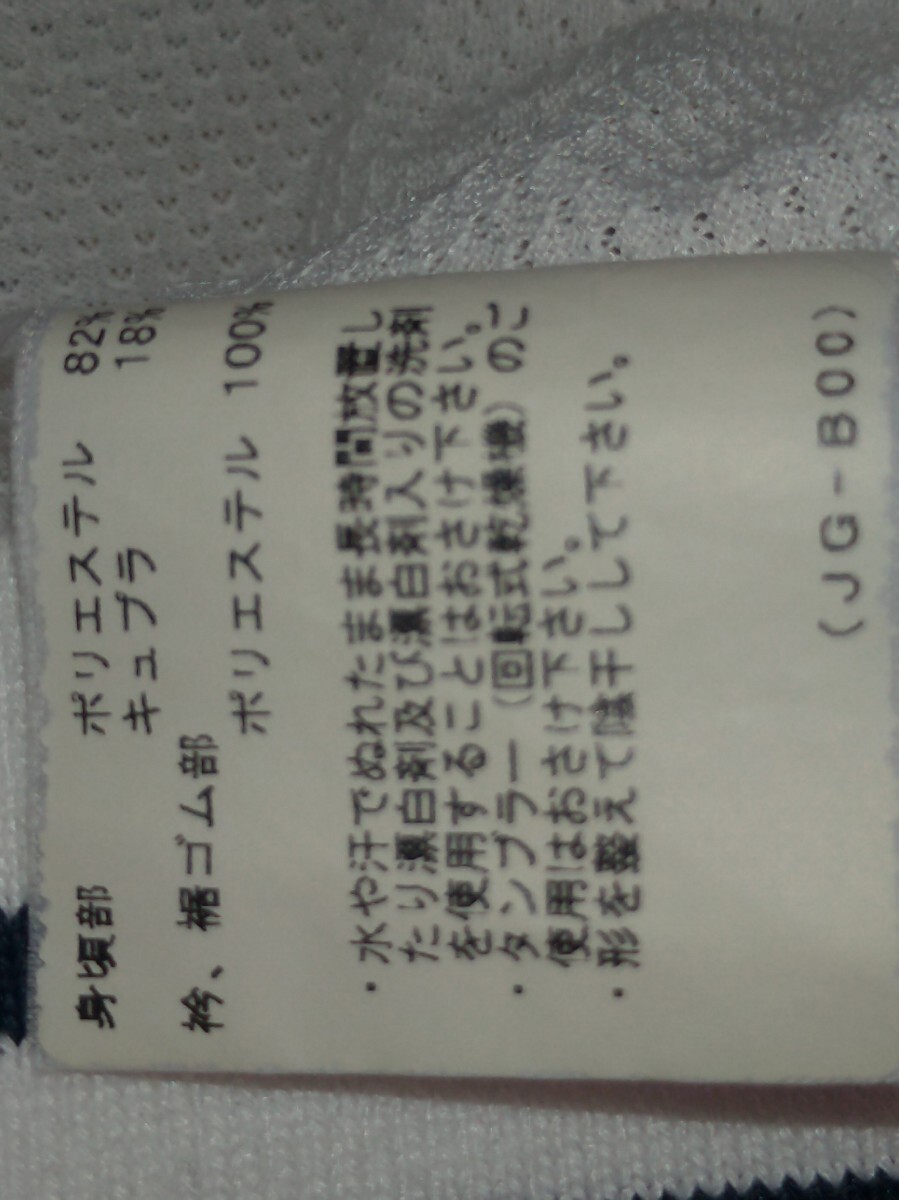 身頃部 ポリエステル 82%
キュプラ 18%
衿、裾ゴム部
ポリエステル 100%
・水や汗でぬれたまま長時間放置し
たり漂白剤及び漂白剤入りの洗剤
を使用することはおさけ下さい。
・タンブラー（回転式乾燥機）のご
使用はおさけ下さい。
・形を整えて陰干しして下さい。
(JG-B00)